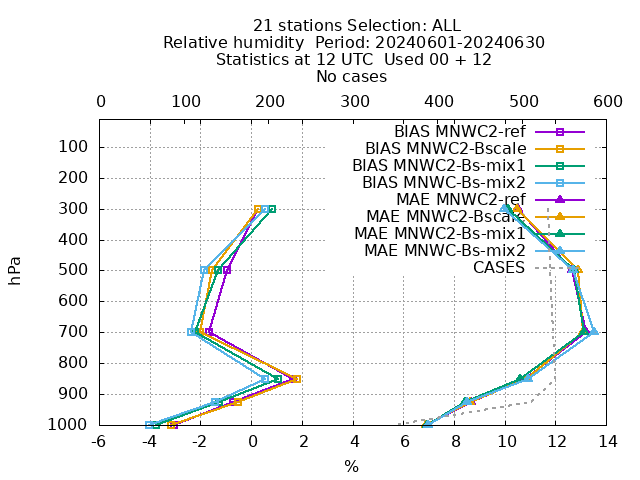 21 stations Selection: ALL
Relative humidity  Period: 20240601-20240630
Statistics at 12 UTC  Used 00 + 12
No cases
0 100 200 300 400 500 600
BIAS MNWC2-ref
BIAS MNWC2-Bscale
BIAS MNWC2-Bs-mix1
BIAS MNWC-Bs-mix2
MAE MNWC2-ref
MAE MNWC2-Bscale
MAE MNWC2-Bs-mix1
MAE MNWC-Bs-mix2
CASES
100
200
300
400
500
600
700
800
900
1000
hPa
-6 -4 -2 0 2 4 6 8 10 12 14
%